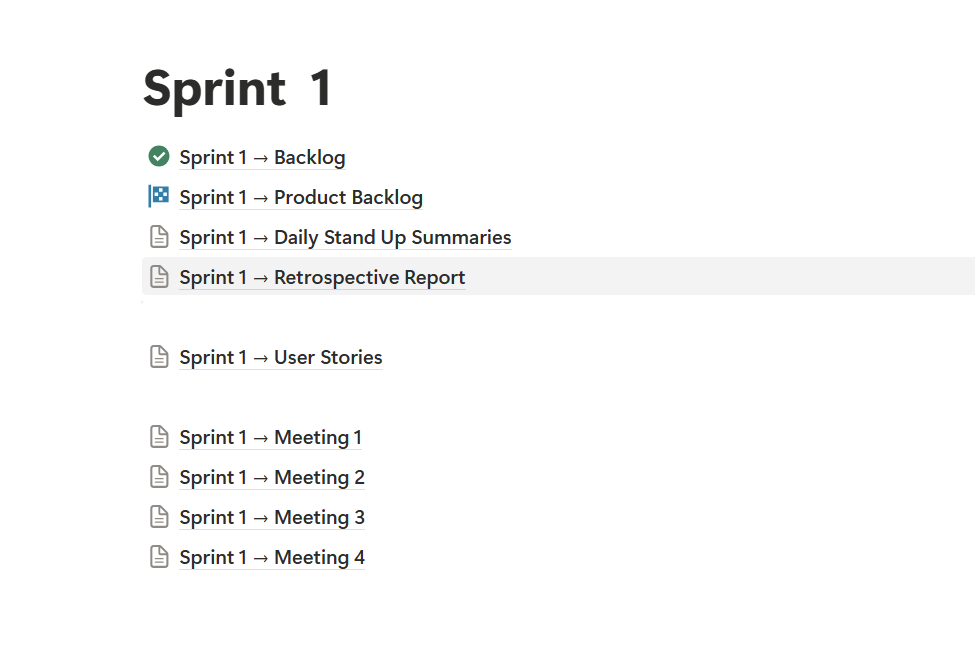 Sprint 1
Sprint 1 → Backlog
Sprint 1 → Product Backlog
Sprint 1 → Daily Stand Up Summaries
Sprint 1 → Retrospective Report
Sprint 1 → User Stories
Sprint 1 → Meeting 1
Sprint 1 → Meeting 2
Sprint 1 → Meeting 3
Sprint 1 → Meeting 4